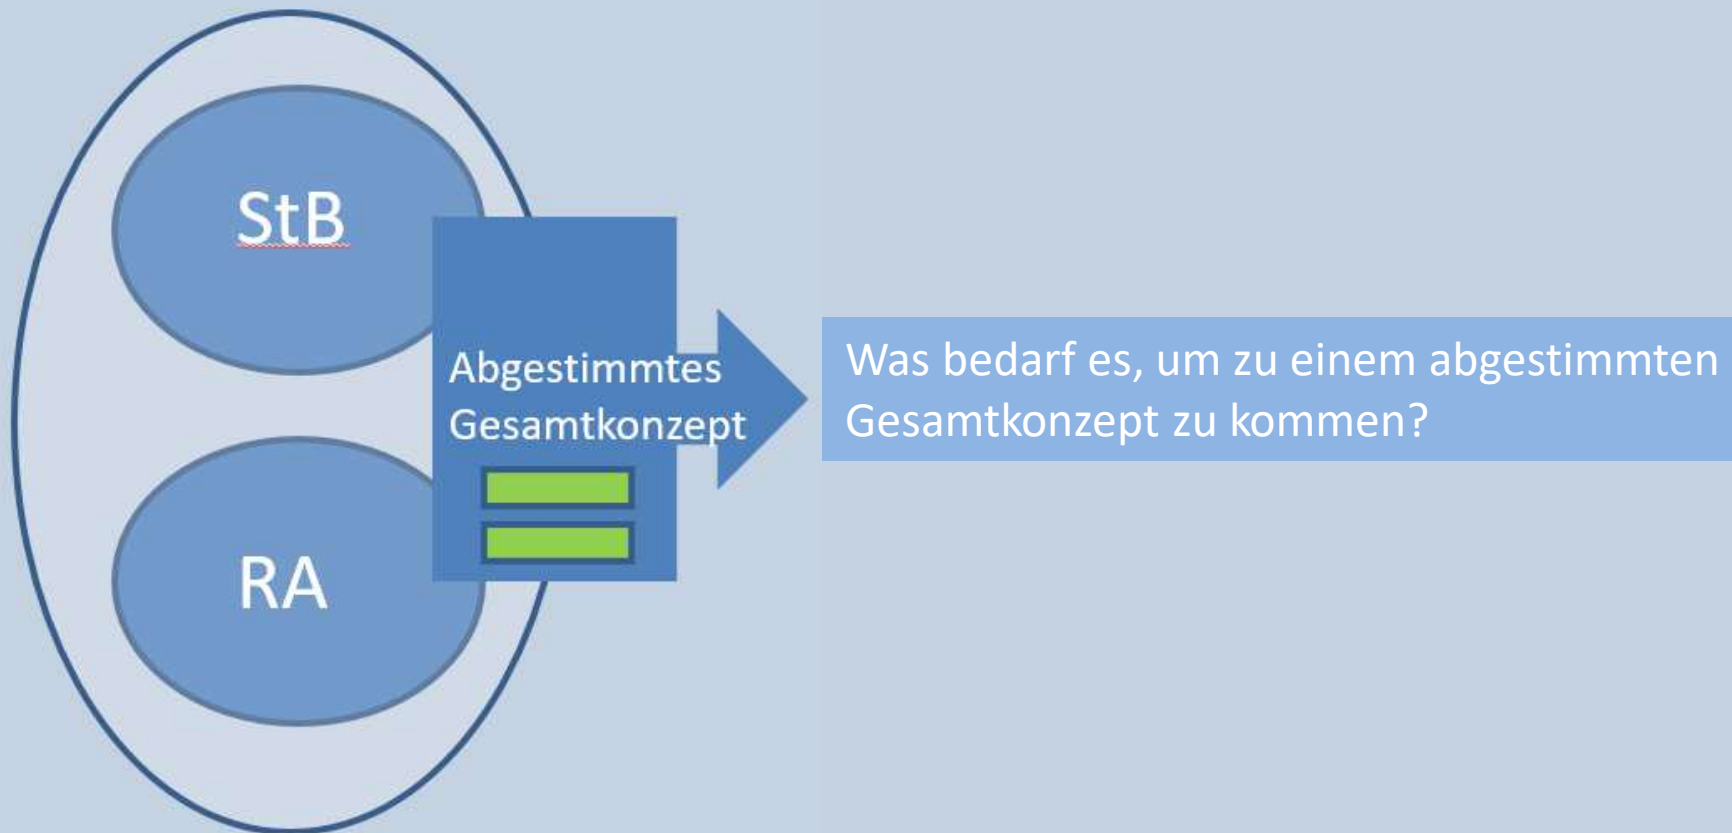 StB
Abgestimmtes
Gesamtkonzept
RA
Was bedarf es, um zu einem abgestimmten
Gesamtkonzept zu kommen?